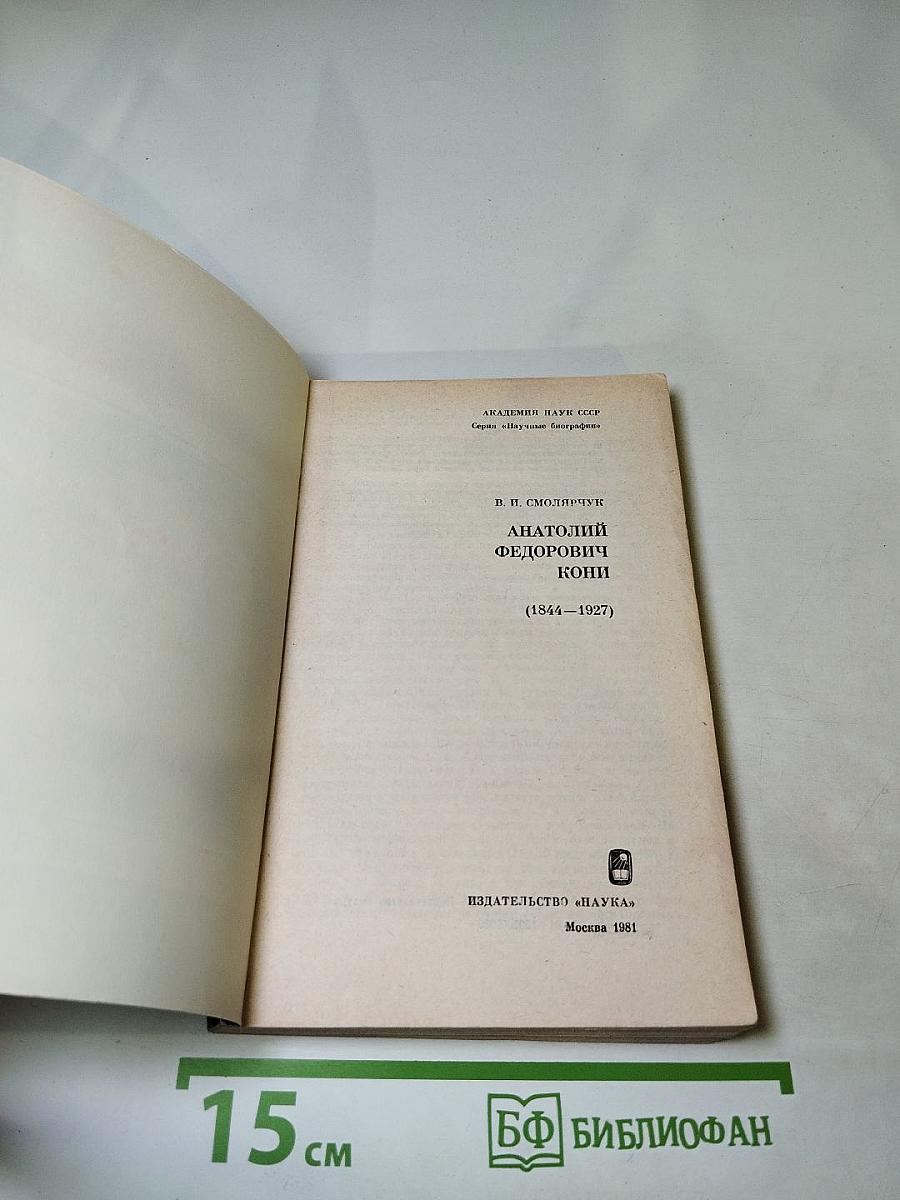 АКАДЕМИЯ НАУК СССР
Серия «Научные биографии»
В. И. СМОЛЯРЧУК
АНАТОЛИЙ
ФЕДОРОВИЧ
КОНИ
(1844—1927)
ИЗДАТЕЛЬСТВО «НАУКА»
Москва 1981
15 см
БФ БИБЛИОФАН